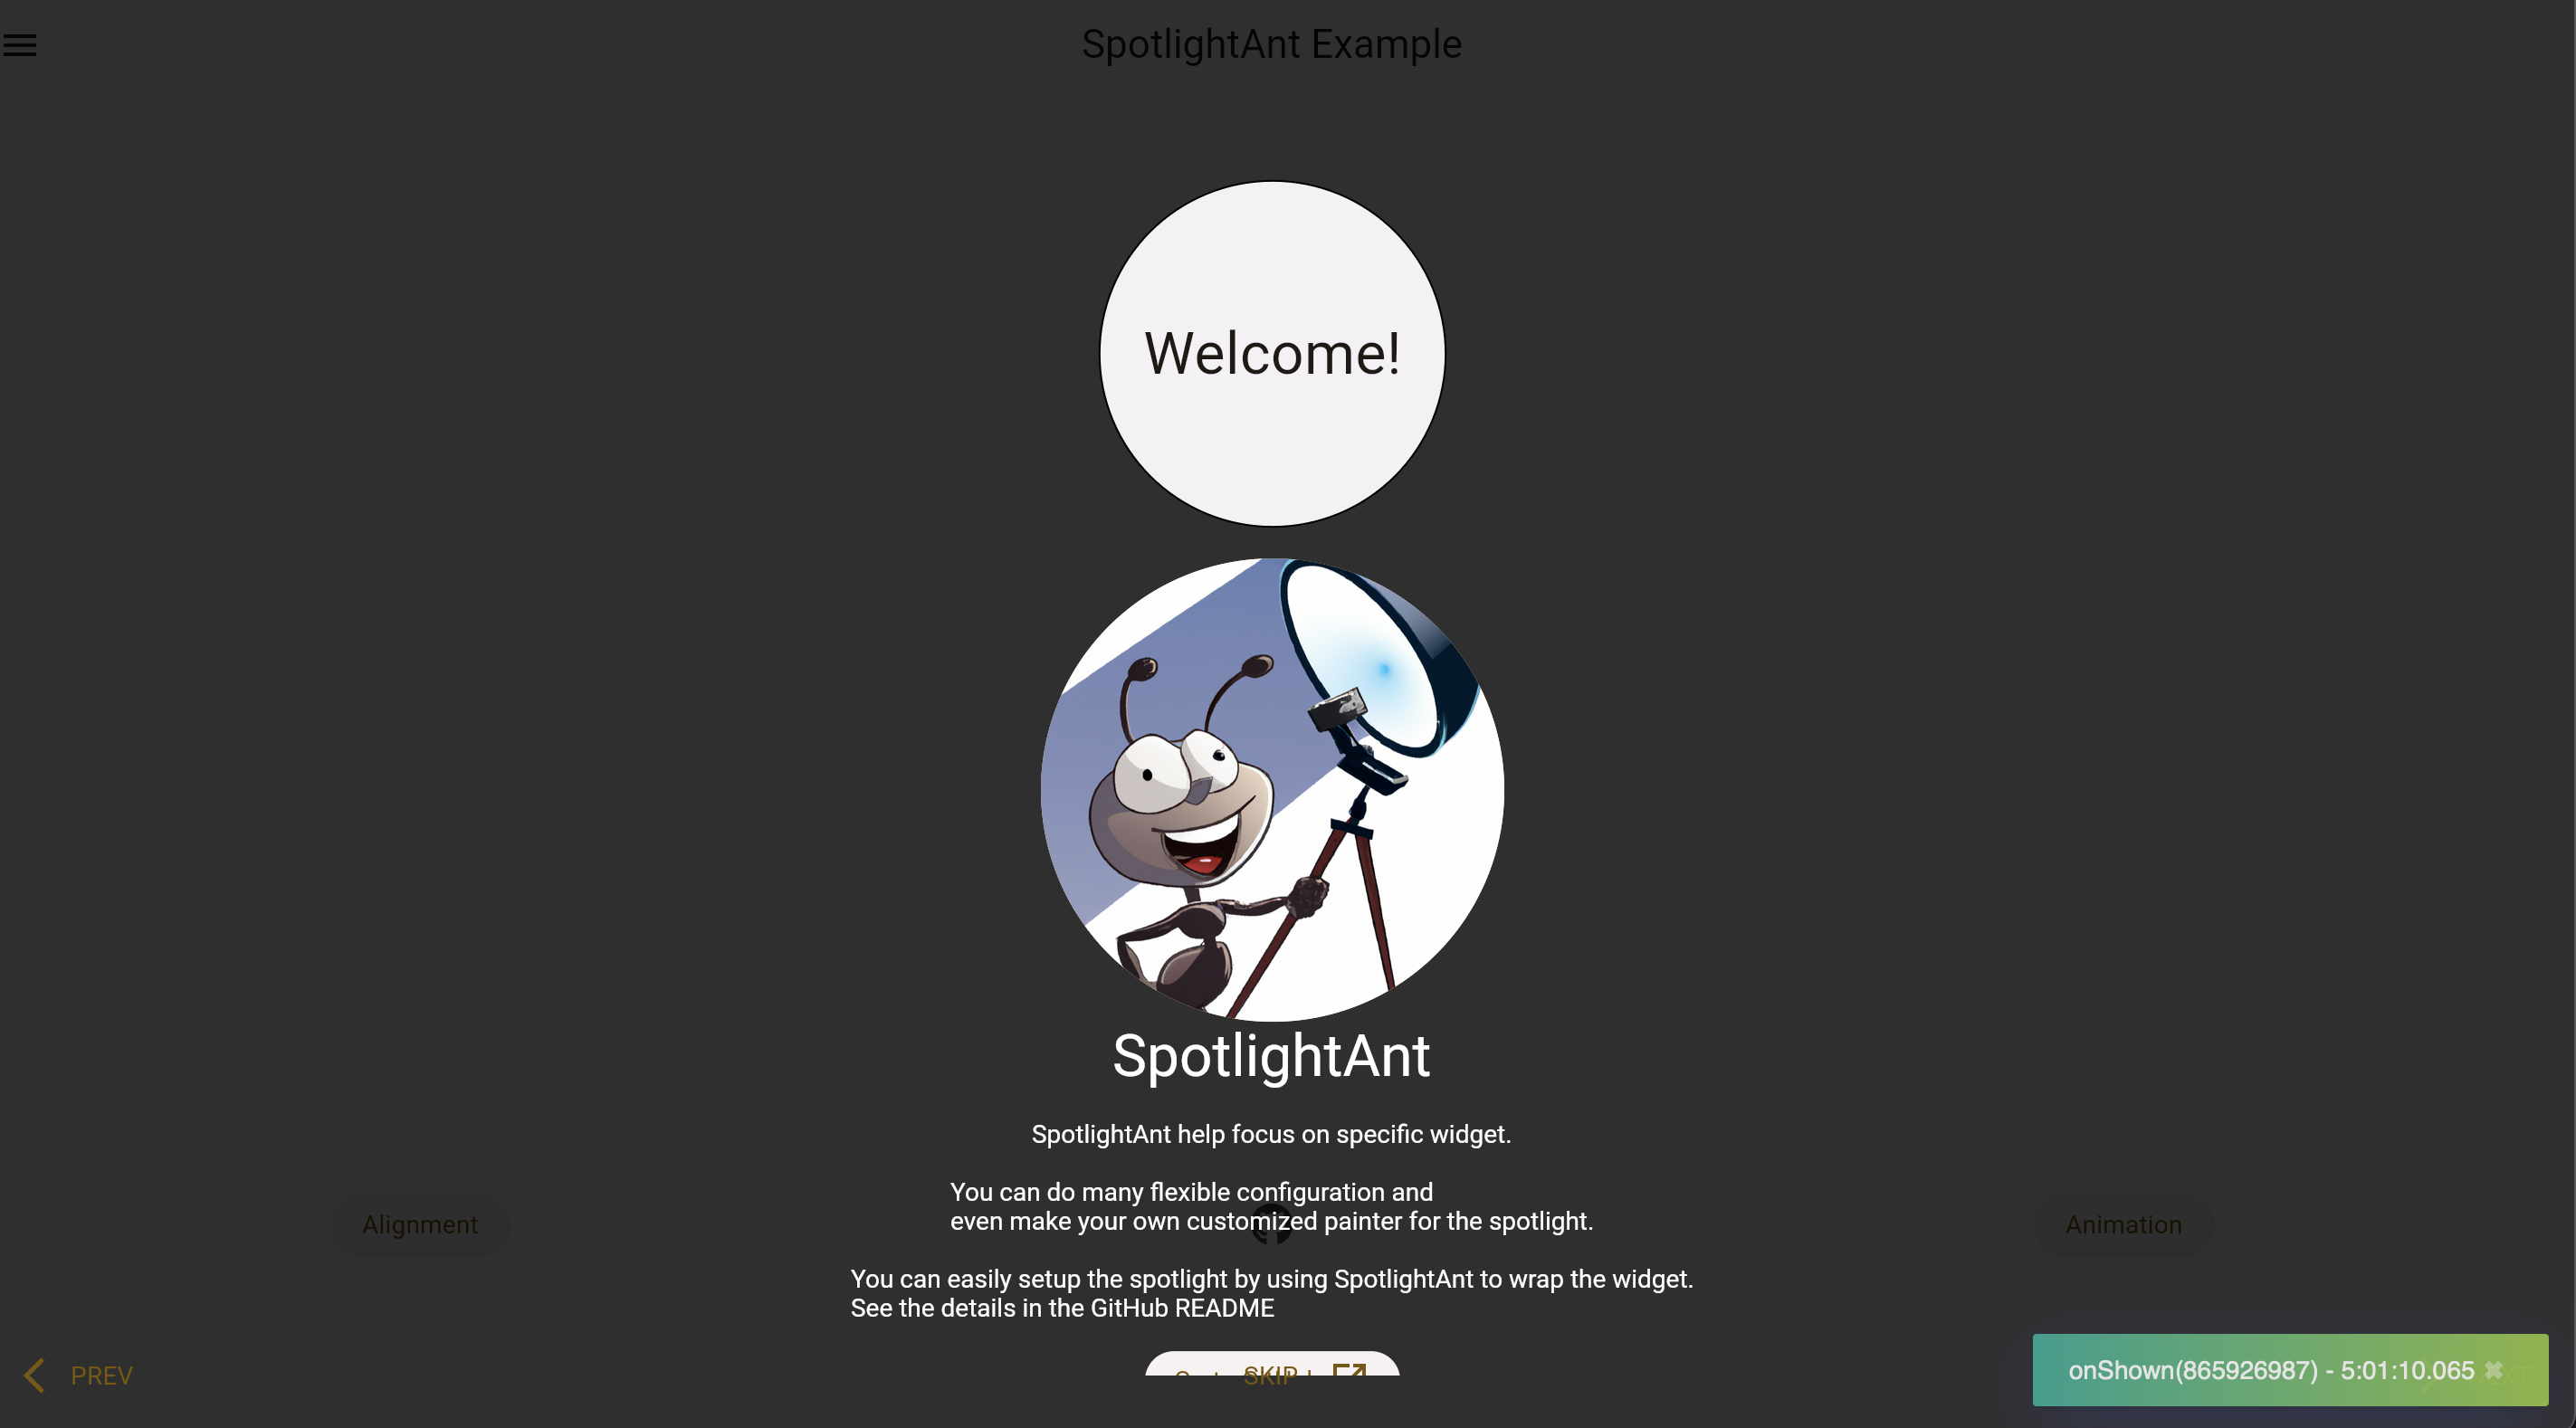 SpotlightAnt Example
Welcome!
SpotlightAnt
SpotlightAnt help focus on specific widget.
You can do many flexible configuration and
even make your own customized painter for the spotlight.
Alignment
Animation
You can easily setup the spotlight by using SpotlightAnt to wrap the widget.
See the details in the GitHub README
PREV
SKIP
onShown(865926987) - 5:01:10.065 ✖